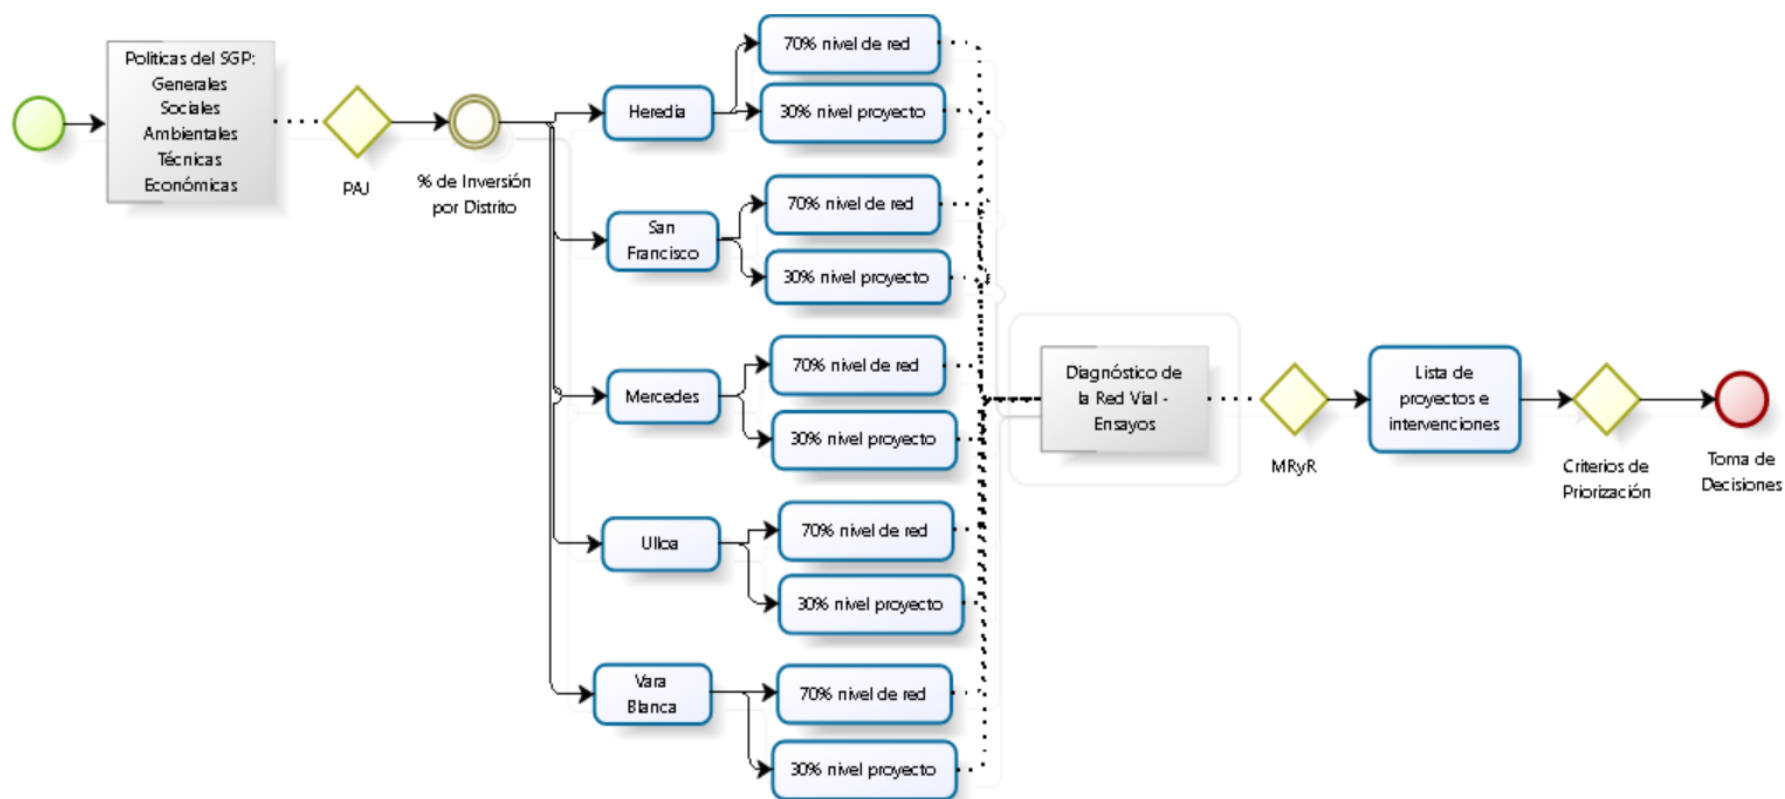 Políticas del SGP:
Generales
Sociales
Ambientales
Técnicas
Económicas
PAJ
% de Inversión
por Distrito
Heredia
70% nivel de red
30% nivel proyecto
San
Francisco
70% nivel de red
30% nivel proyecto
Mercedes
70% nivel de red
30% nivel proyecto
Ulloa
70% nivel de red
30% nivel proyecto
Vara
Blanca
70% nivel de red
30% nivel proyecto
Diagnóstico de
la Red Vial -
Ensayos
MRyR
Lista de
proyectos e
intervenciones
Criterios de
Priorización
Toma de
Decisiones